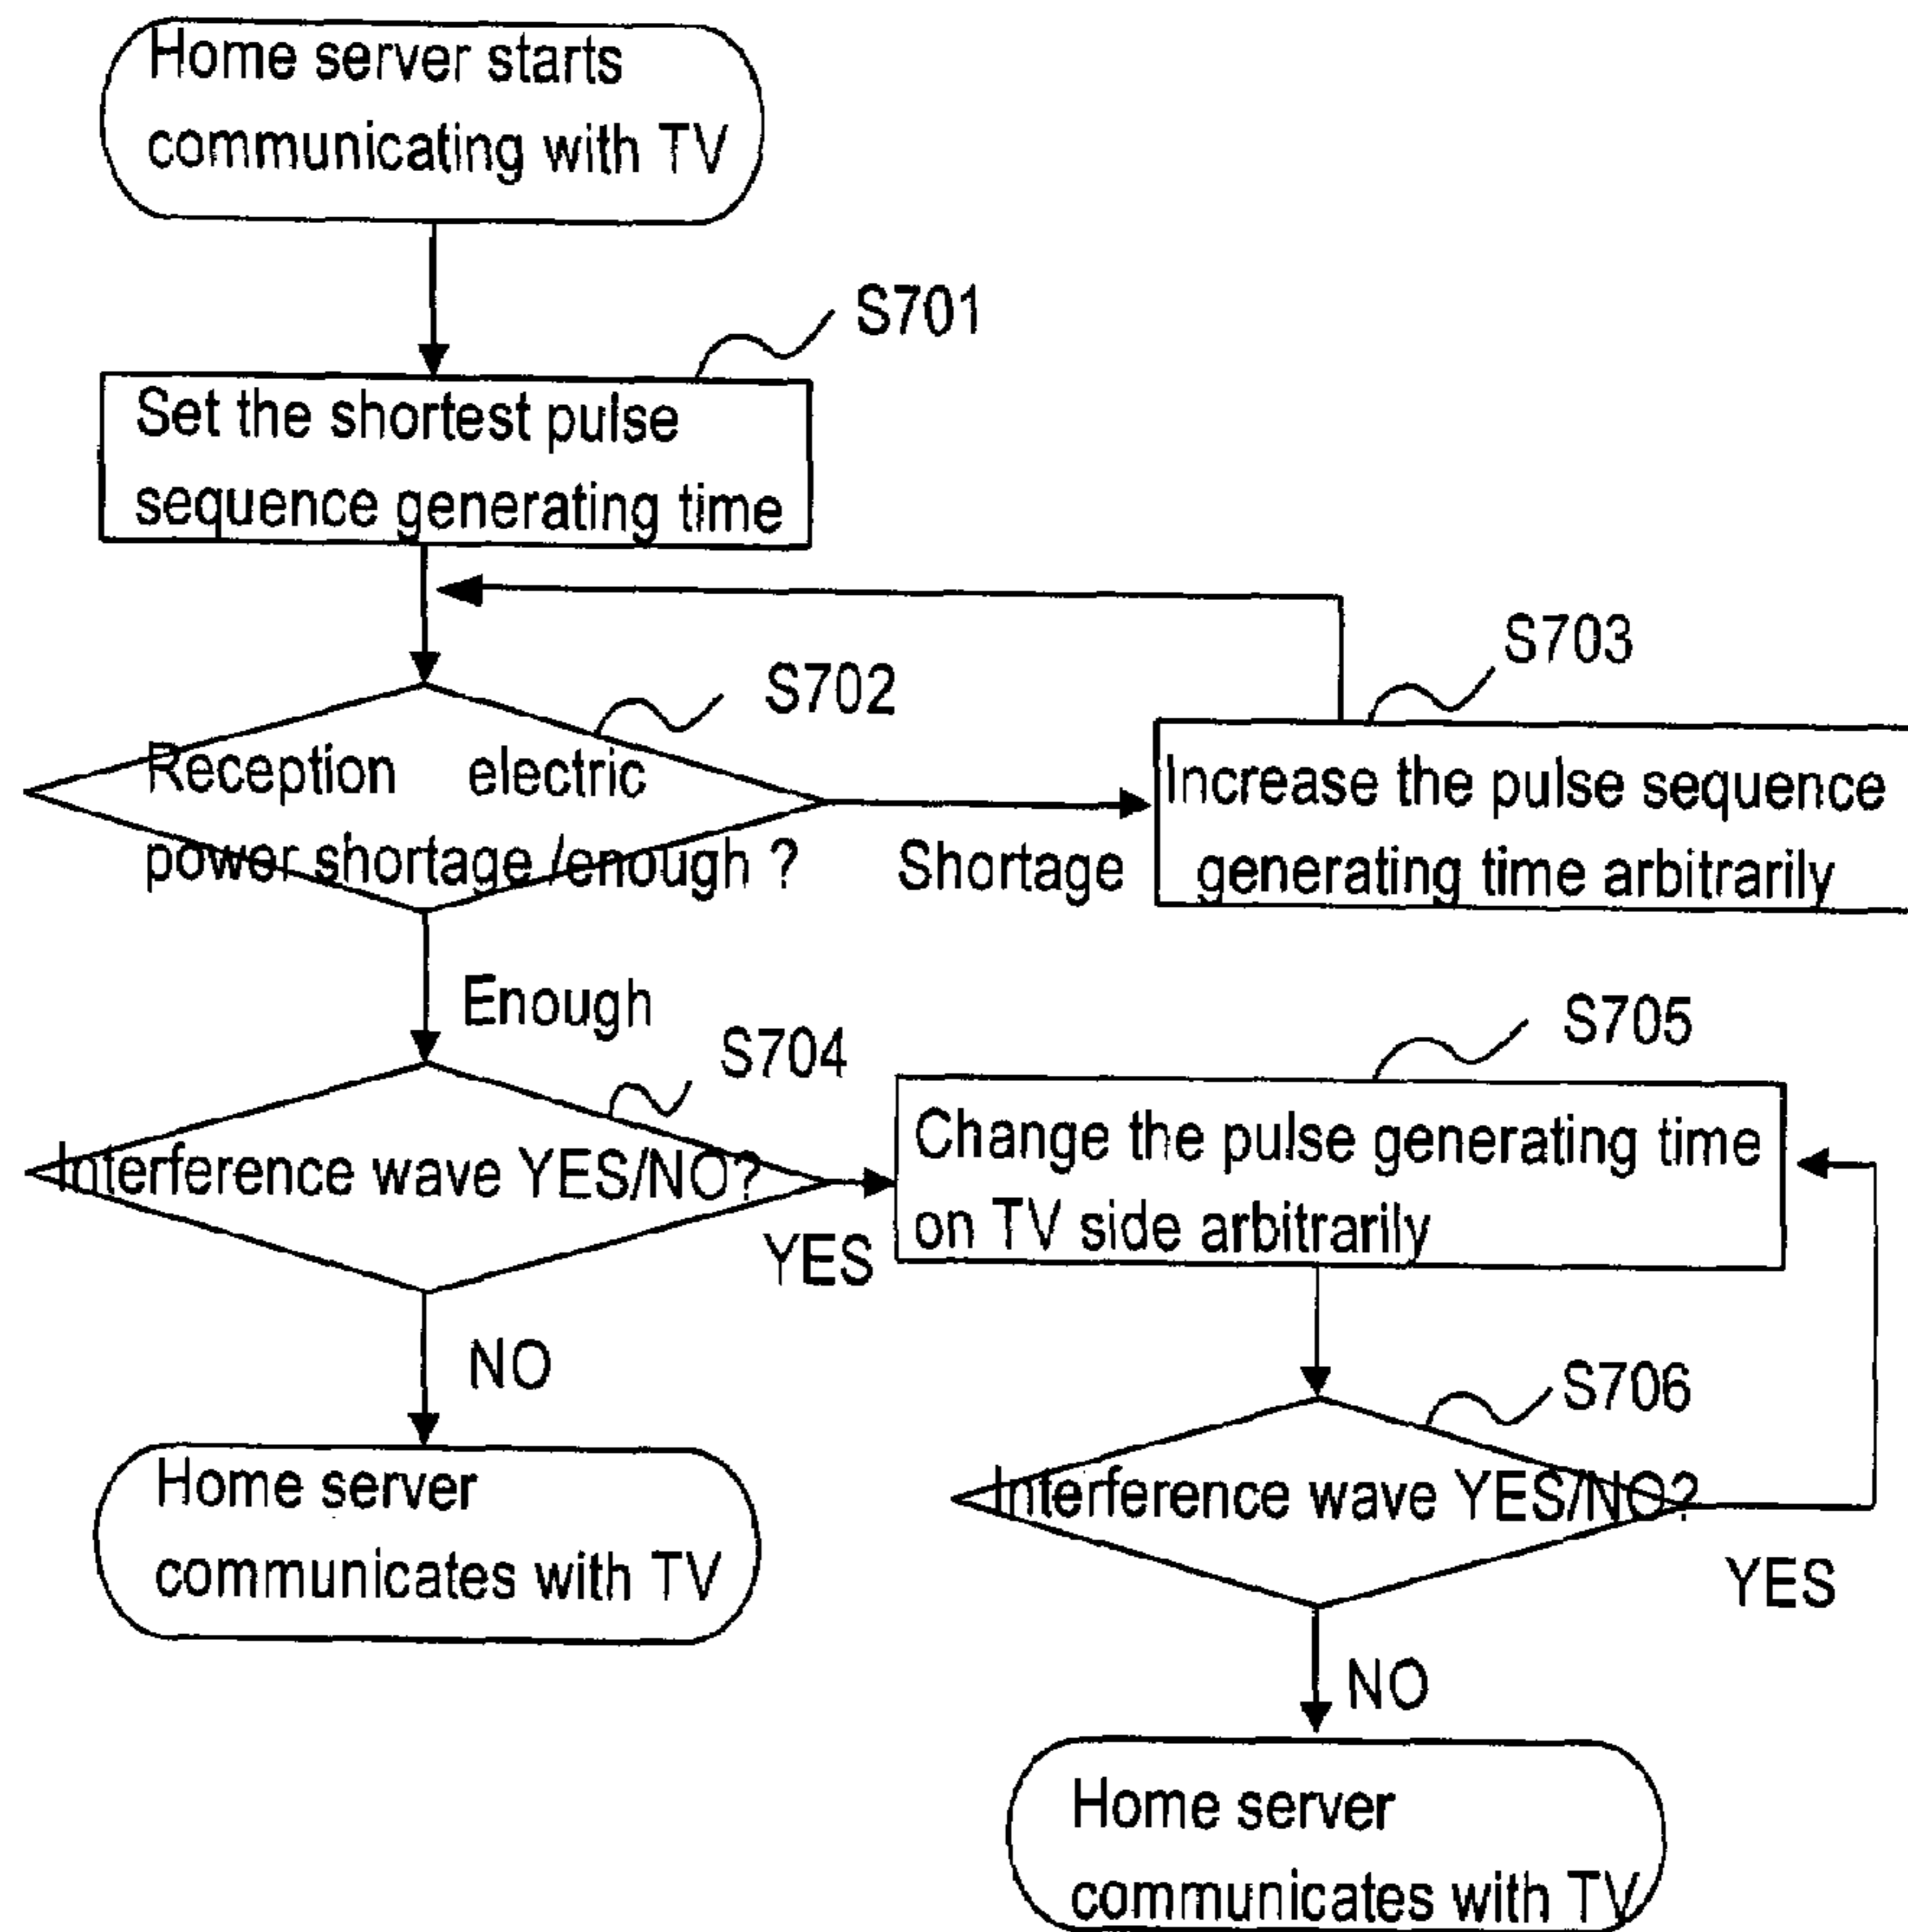 Home server starts
communicating with TV
S701
Set the shortest pulse
sequence generating time
S702
Reception electric
power shortage /enough ?
Shortage
S703
Increase the pulse sequence
generating time arbitrarily
Enough
S704
Interference wave YES/NO?
YES
S705
Change the pulse generating time
on TV side arbitrarily
NO
Home server
communicates with TV
S706
Interference wave YES/NO?
YES
NO
Home server
communicates with TV